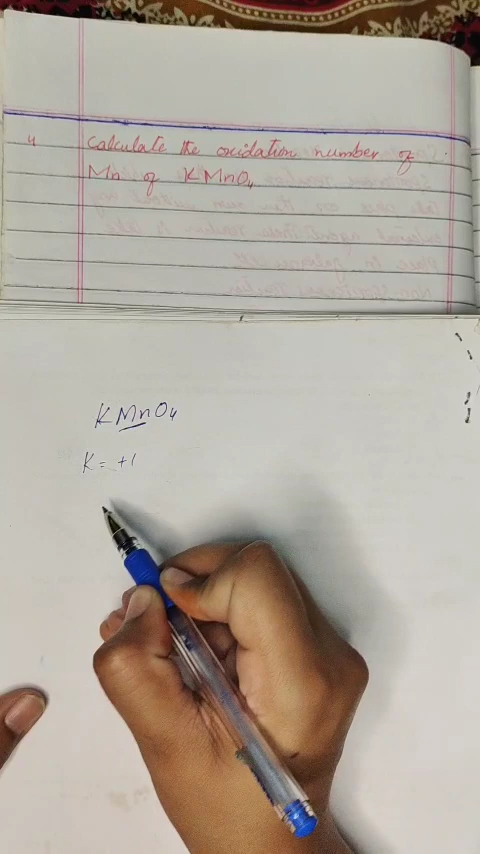 4 Calculate the oxidation number of
Mn of KMnO4
KMnO4
K = +1